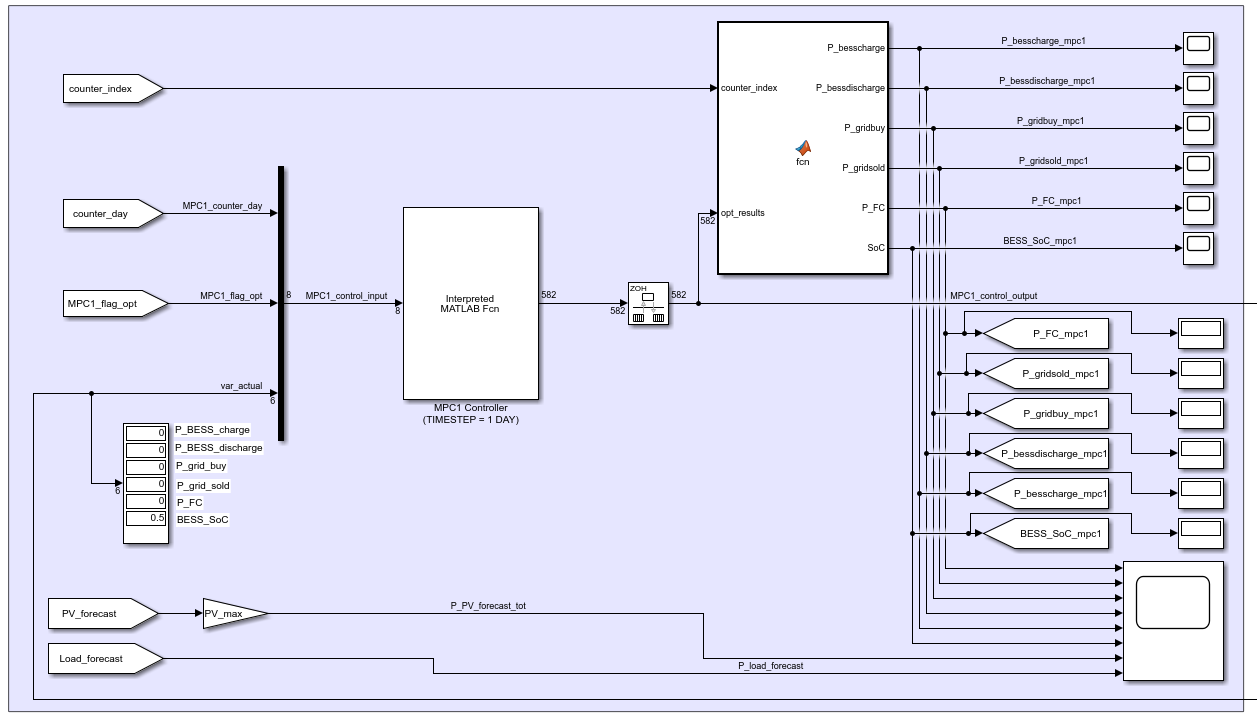 counter_index
counter_day
MPC1_counter_day
MPC1_flag_opt
MPC1_flag_opt
8
MPC1_control_input
8
var_actual
6
6
0
0
0
0
0
0.5
P_BESS_charge
P_BESS_discharge
P_grid_buy
P_grid_sold
P_FC
BESS_SoC
Interpreted
MATLAB Fcn
MPC1 Controller
(TIMESTEP = 1 DAY)
582
582
ZOH
582
582
counter_index
opt_results
fcn
P_besscharge
P_bessdischarge
P_gridbuy
P_gridsold
P_FC
SoC
P_besscharge_mpc1
P_bessdischarge_mpc1
P_gridbuy_mpc1
P_gridsold_mpc1
P_FC_mpc1
BESS_SoC_mpc1
MPC1_control_output
P_FC_mpc1
P_gridsold_mpc1
P_gridbuy_mpc1
P_bessdischarge_mpc1
P_besscharge_mpc1
BESS_SoC_mpc1
PV_forecast
PV_max
P_PV_forecast_tot
Load_forecast
P_load_forecast